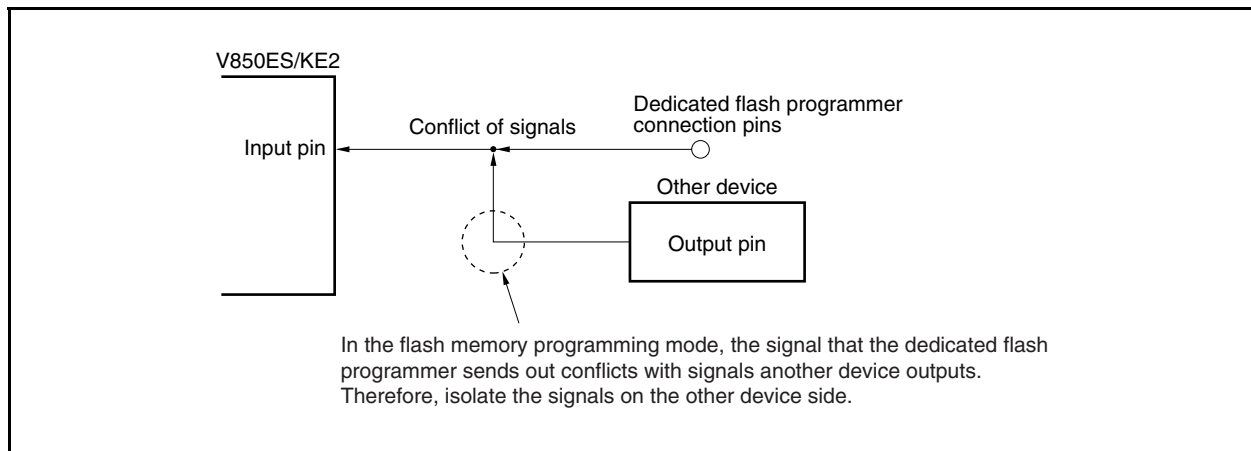 V850ES/KE2
Dedicated flash programmer
connection pins
Conflict of signals
Input pin
Other device
Output pin
In the flash memory programming mode, the signal that the dedicated flash
programmer sends out conflicts with signals another device outputs.
Therefore, isolate the signals on the other device side.